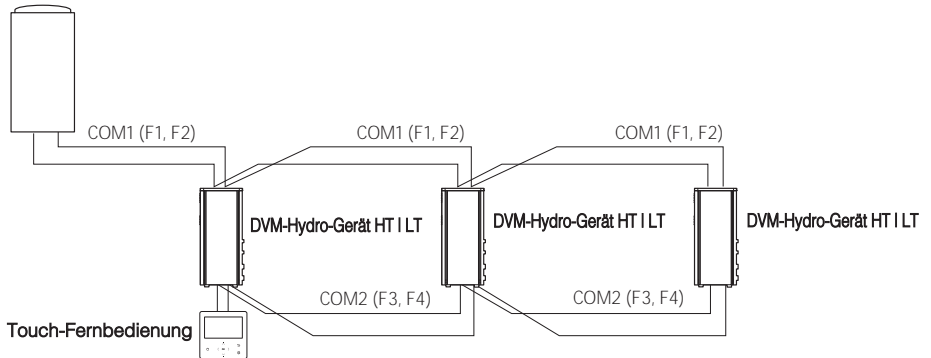 COM1 (F1, F2)
COM1 (F1, F2)
COM1 (F1, F2)
DVM-Hydro-Gerät HT l LT
DVM-Hydro-Gerät HT l LT
DVM-Hydro-Gerät HT l LT
COM2 (F3, F4)
COM2 (F3, F4)
Touch-Fernbedienung